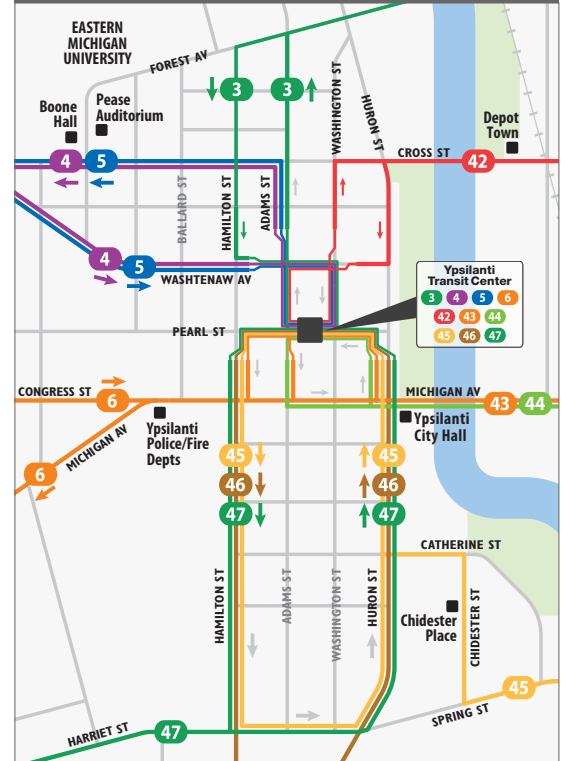 EASTERN
MICHIGAN
UNIVERSITY
FOREST AV
WASHINGTON ST
HURON ST
3
3
Boone
Hall
Pease
Auditorium
Depot
Town
4
5
CROSS ST
42
BALLARD ST
HAMILTON ST
ADAMS ST
4
5
WASHTENAW AV
Ypsilanti
Transit Center
3
4
5
6
42
43
44
45
46
47
PEARL ST
CONGRESS ST
6
MICHIGAN AV
43
44
MICHIGAN AV
Ypsilanti
Police/Fire
Depts
Ypsilanti
City Hall
6
45
45
46
46
47
47
CATHERINE ST
HAMILTON ST
ADAMS ST
WASHINGTON ST
HURON ST
Chidester
Place
CHIDESTER ST
45
SPRING ST
HARRIET ST
47